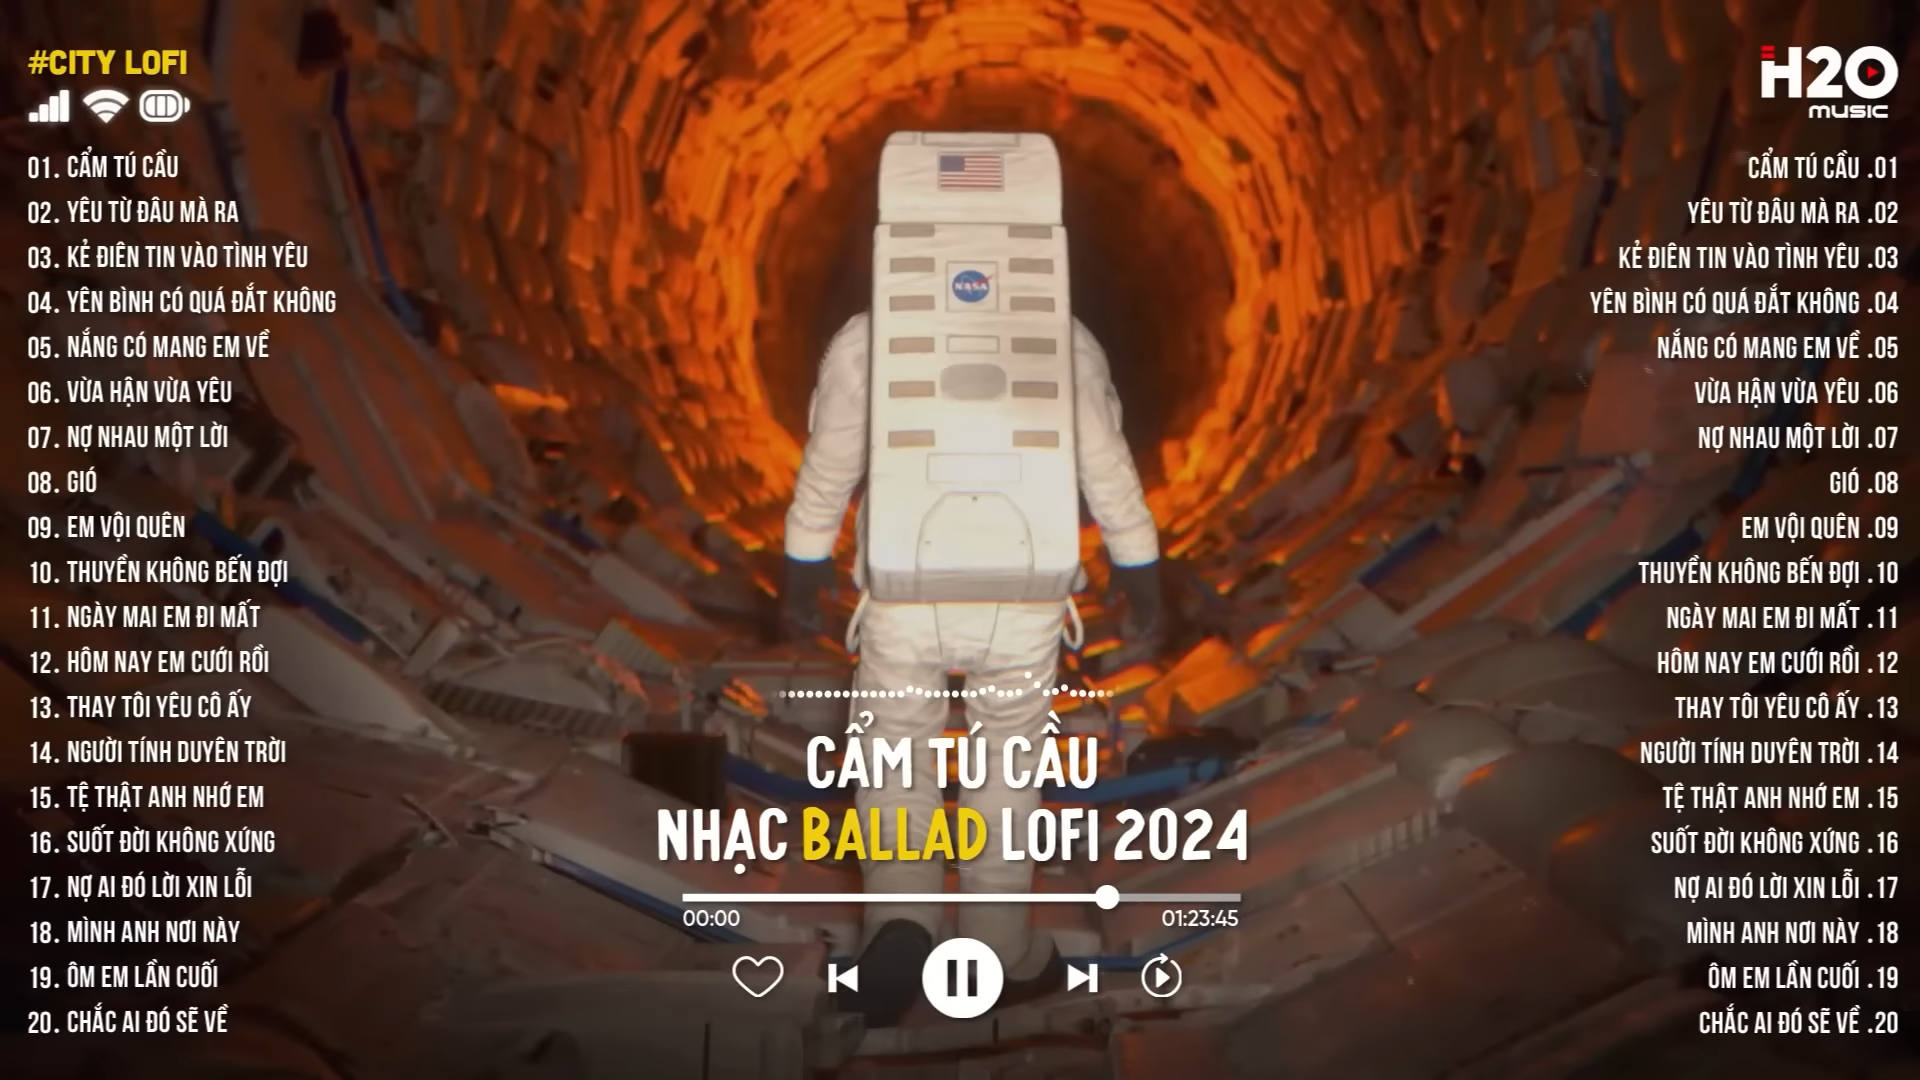 #CITY LOFI
01. CẨM TÚ CẦU
02. YÊU TỪ ĐÂU MÀ RA
03. KẺ ĐIÊN TIN VÀO TÌNH YÊU
04. YÊN BÌNH CÓ QUÁ ĐẮT KHÔNG
05. NẮNG CÓ MANG EM VỀ
06. VỪA HẬN VỪA YÊU
07. NỢ NHAU MỘT LỜI
08. GIÓ
09. EM VỘI QUÊN
10. THUYỀN KHÔNG BẾN ĐỢI
11. NGÀY MAI EM ĐI MẤT
12. HÔM NAY EM CƯỚI RỒI
13. THAY TÔI YÊU CÔ ẤY
14. NGƯỜI TÍNH DUYÊN TRỜI
15. TỆ THẬT ANH NHỚ EM
16. SUỐT ĐỜI KHÔNG XỨNG
17. NỢ AI ĐÓ LỜI XIN LỖI
18. MÌNH ANH NƠI NÀY
19. ÔM EM LẦN CUỐI
20. CHẮC AI ĐÓ SẼ VỀ
NASA
CẨM TÚ CẦU
NHẠC BALLAD LOFI 2024
00:00 01:23:45
H2O
MUSIC
CẨM TÚ CẦU .01
YÊU TỪ ĐÂU MÀ RA .02
KẺ ĐIÊN TIN VÀO TÌNH YÊU .03
YÊN BÌNH CÓ QUÁ ĐẮT KHÔNG .04
NẮNG CÓ MANG EM VỀ .05
VỪA HẬN VỪA YÊU .06
NỢ NHAU MỘT LỜI .07
GIÓ .08
EM VỘI QUÊN .09
THUYỀN KHÔNG BẾN ĐỢI .10
NGÀY MAI EM ĐI MẤT .11
HÔM NAY EM CƯỚI RỒI .12
THAY TÔI YÊU CÔ ẤY .13
NGƯỜI TÍNH DUYÊN TRỜI .14
TỆ THẬT ANH NHỚ EM .15
SUỐT ĐỜI KHÔNG XỨNG .16
NỢ AI ĐÓ LỜI XIN LỖI .17
MÌNH ANH NƠI NÀY .18
ÔM EM LẦN CUỐI .19
CHẮC AI ĐÓ SẼ VỀ .20